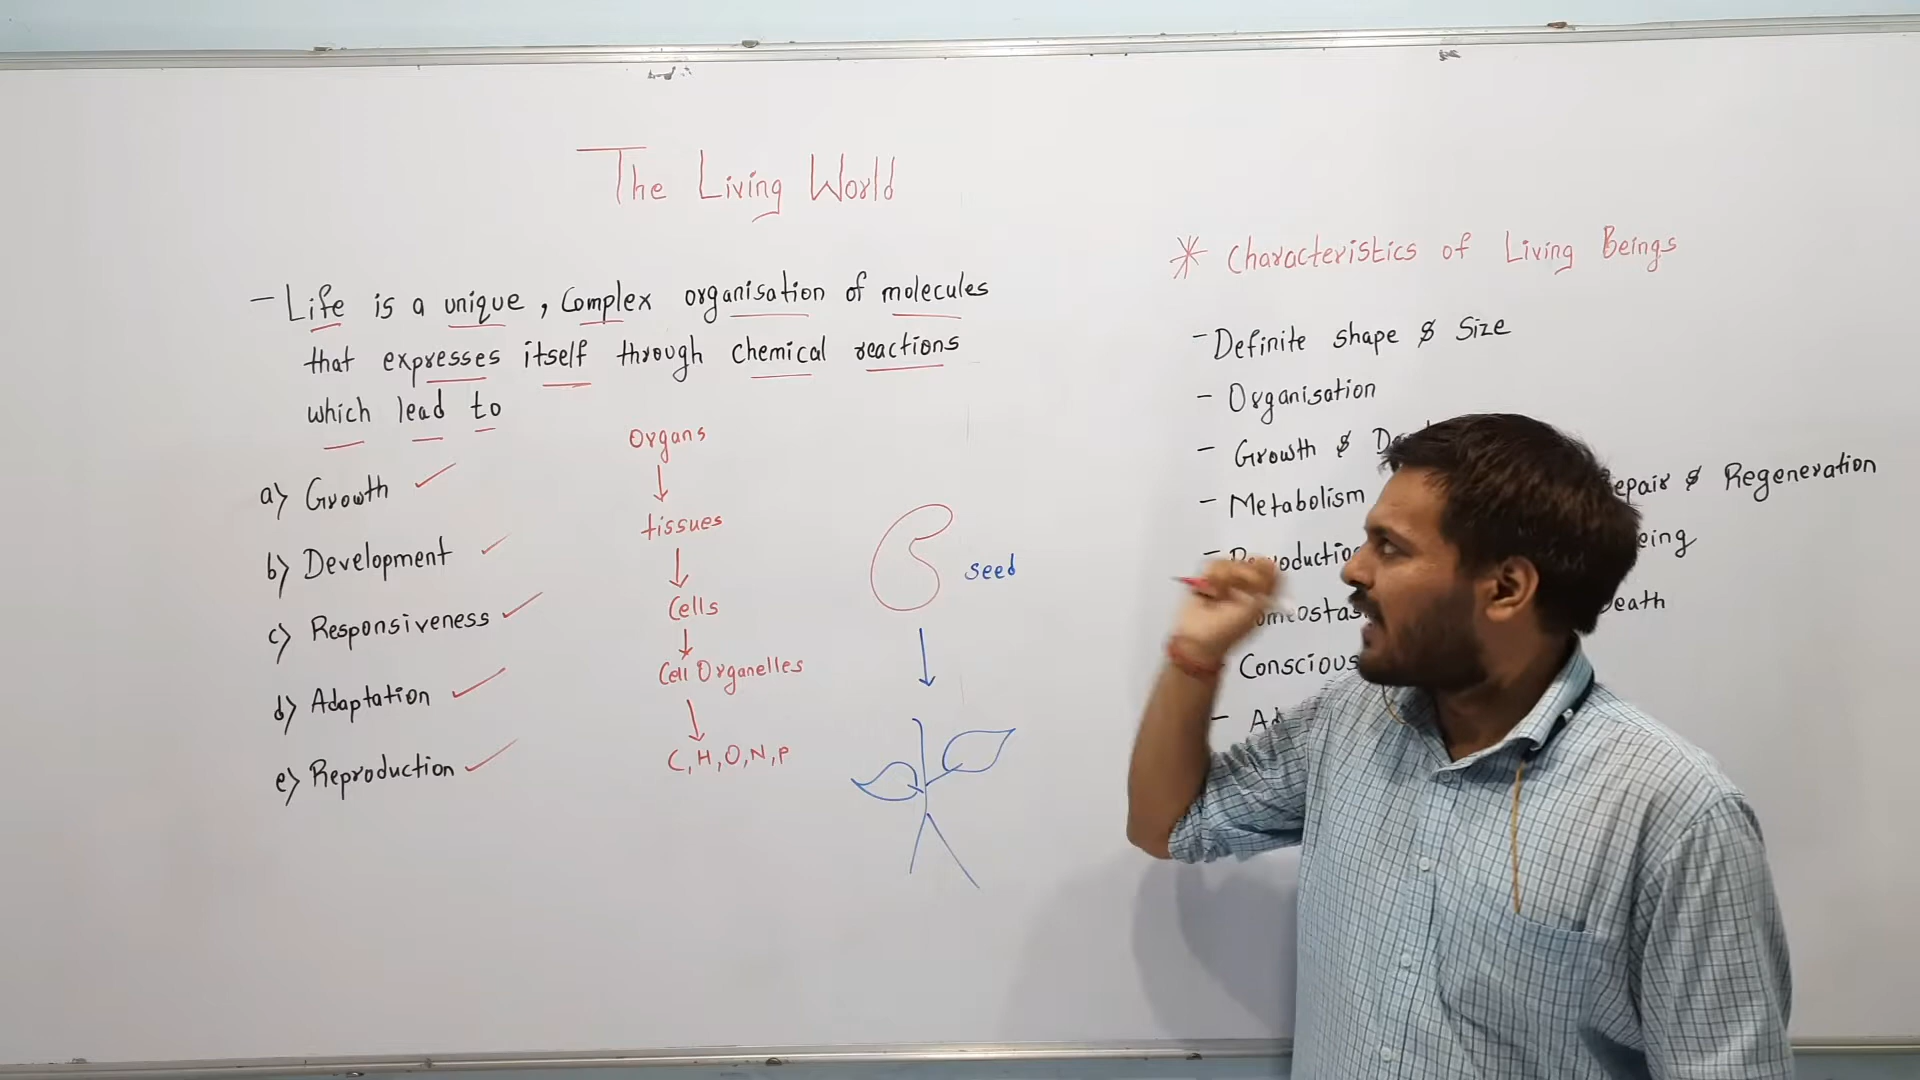 The Living World
- Life is a unique, Complex organisation of molecules
that expresses itself through chemical reactions
which lead to
a) Growth ✓
b) Development ✓
c) Responsiveness ✓
d) Adaptation ✓
e) Reproduction ✓
Organs
↓
tissues
↓
Cells
↓
Cell Organelles
↓
C, H, O, N, P
seed
* Characteristics of Living Beings
- Definite shape & Size
- Organisation
- Growth &
- Metabolism
& Regeneration